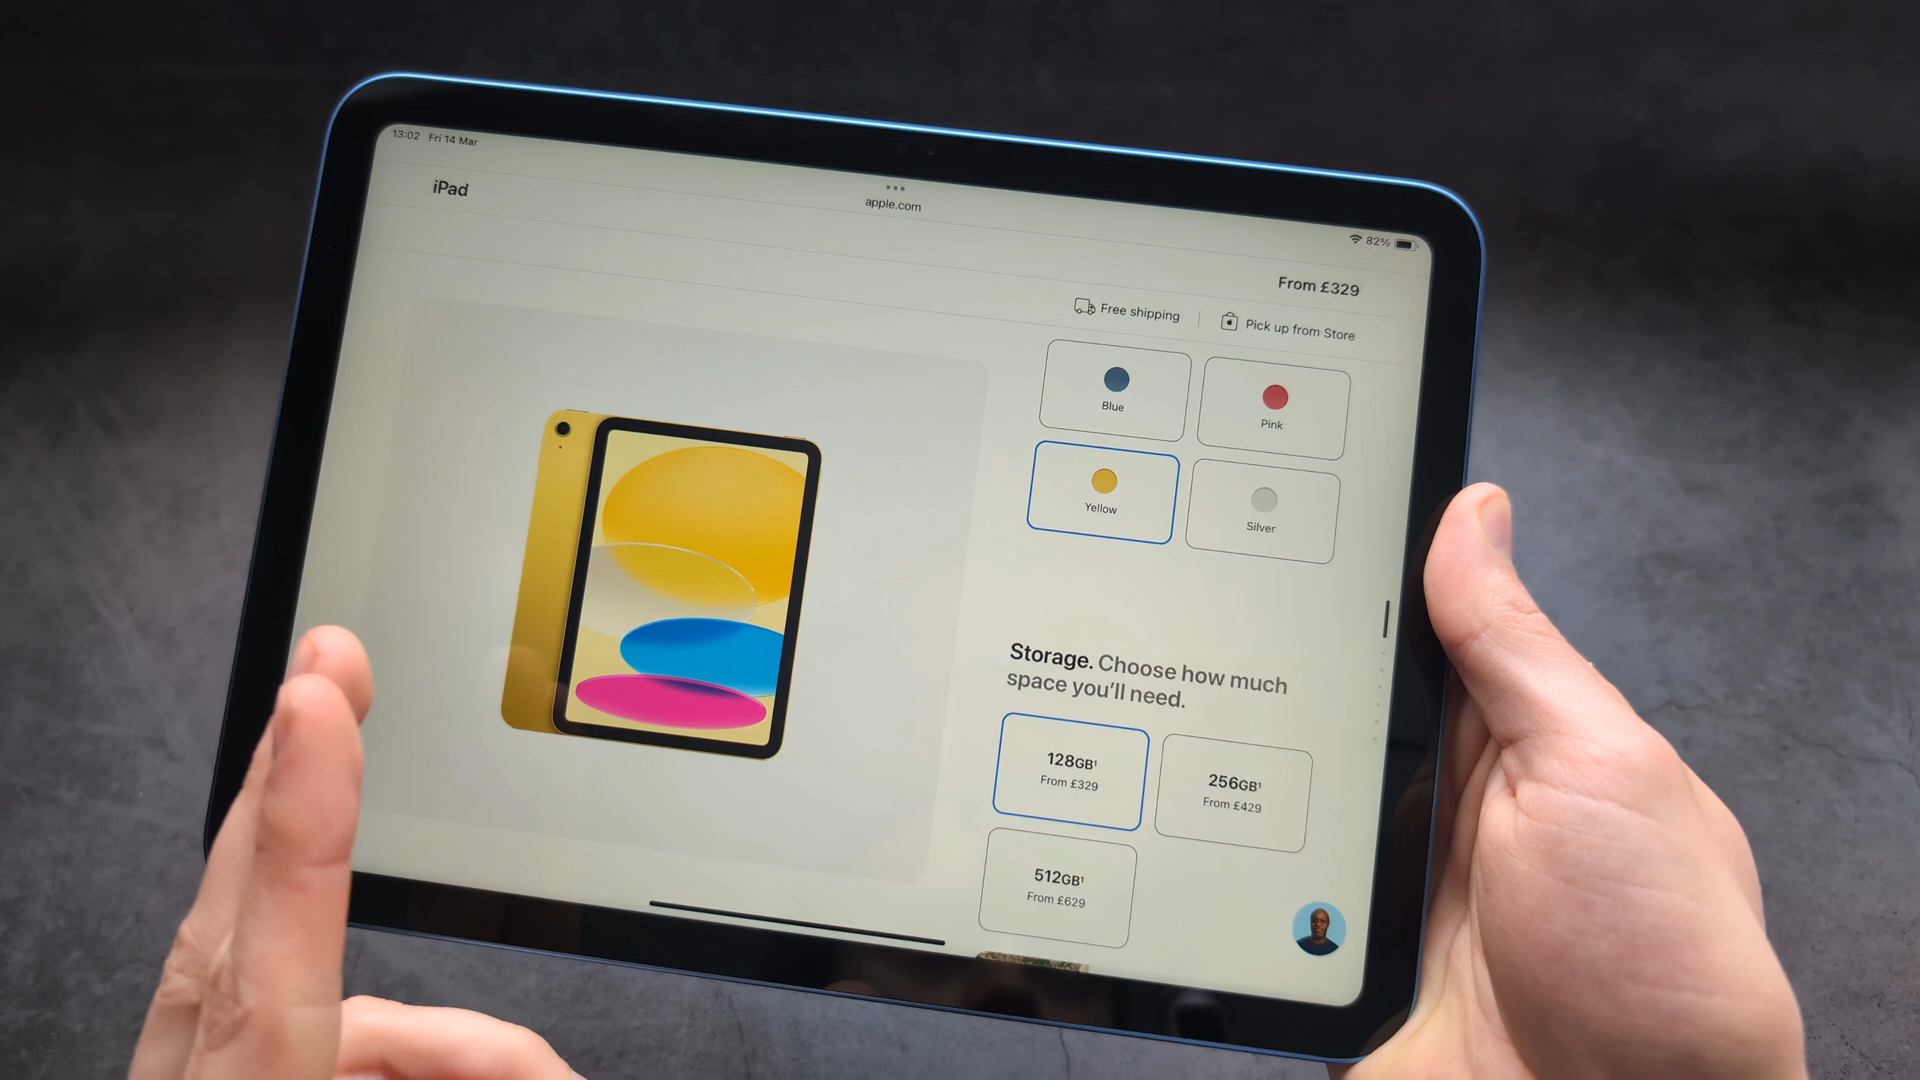 13:02 Fri 14 Mar
82%
apple.com
iPad
From £329
Free shipping
Pick up from Store
Blue
Pink
Yellow
Silver
Storage. Choose how much
space you’ll need.
128GB¹
From £329
256GB¹
From £429
512GB¹
From £629